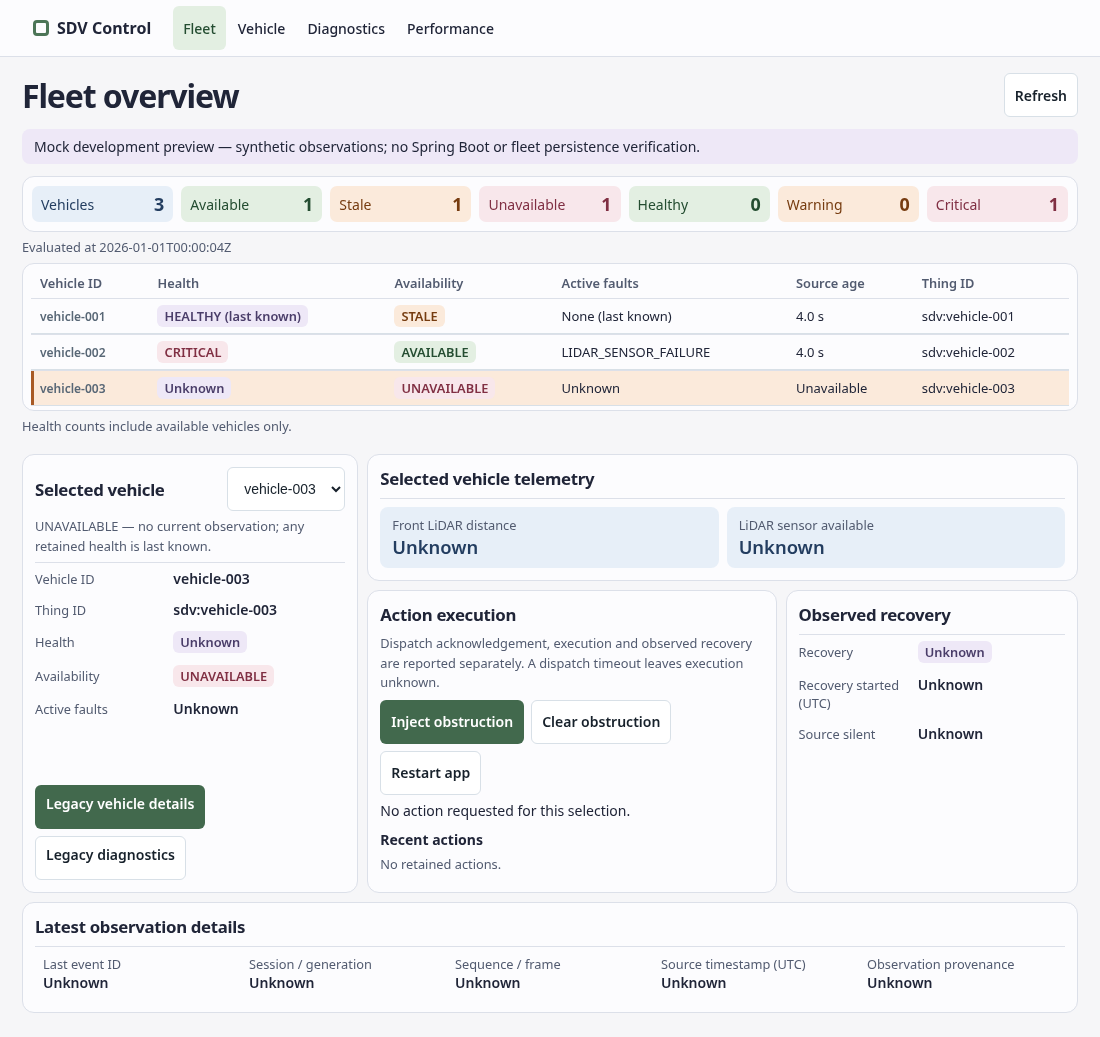 SDV Control Fleet Vehicle Diagnostics Performance
Fleet overview
Refresh
Mock development preview — synthetic observations; no Spring Boot or fleet persistence verification.
Vehicles 3 Available 1 Stale 1 Unavailable 1 Healthy 0 Warning 0 Critical 1
Evaluated at 2026-01-01T00:00:04Z
Vehicle ID Health Availability Active faults Source age Thing ID
vehicle-001 HEALTHY (last known) STALE None (last known) 4.0 s sdv:vehicle-001
vehicle-002 CRITICAL AVAILABLE LIDAR_SENSOR_FAILURE 4.0 s sdv:vehicle-002
vehicle-003 Unknown UNAVAILABLE Unknown Unavailable sdv:vehicle-003
Health counts include available vehicles only.
Selected vehicle vehicle-003
UNAVAILABLE — no current observation; any
retained health is last known.
Vehicle ID vehicle-003
Thing ID sdv:vehicle-003
Health Unknown
Availability UNAVAILABLE
Active faults Unknown
Legacy vehicle details
Legacy diagnostics
Selected vehicle telemetry
Front LiDAR distance
Unknown
LiDAR sensor available
Unknown
Action execution
Dispatch acknowledgement, execution and observed recovery
are reported separately. A dispatch timeout leaves execution
unknown.
Inject obstruction Clear obstruction
Restart app
No action requested for this selection.
Recent actions
No retained actions.
Observed recovery
Recovery Unknown
Recovery started Unknown
(UTC)
Source silent Unknown
Latest observation details
Last event ID Session / generation Sequence / frame Source timestamp (UTC) Observation provenance
Unknown Unknown Unknown Unknown Unknown